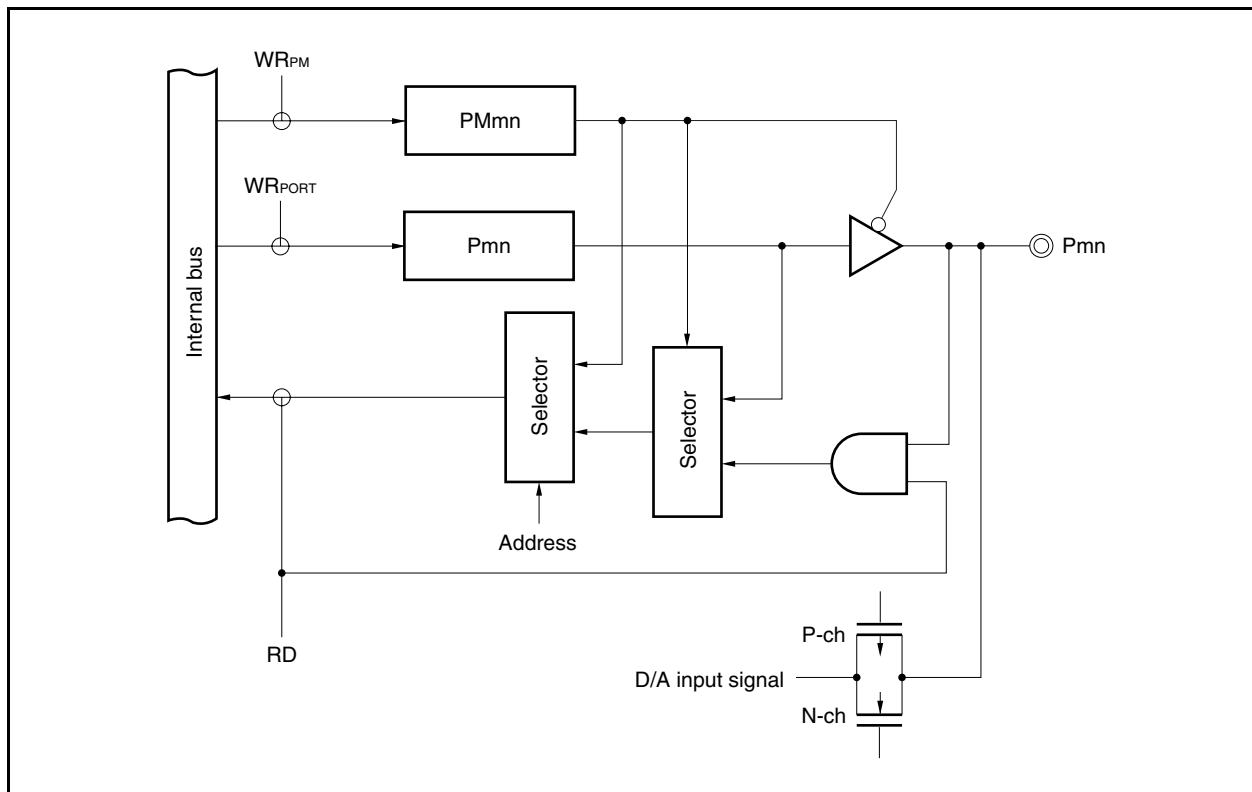 WRPM
PMmn
WRPORT
Pmn
Pmn
Internal bus
Selector
Selector
Address
RD
P-ch
D/A input signal
N-ch